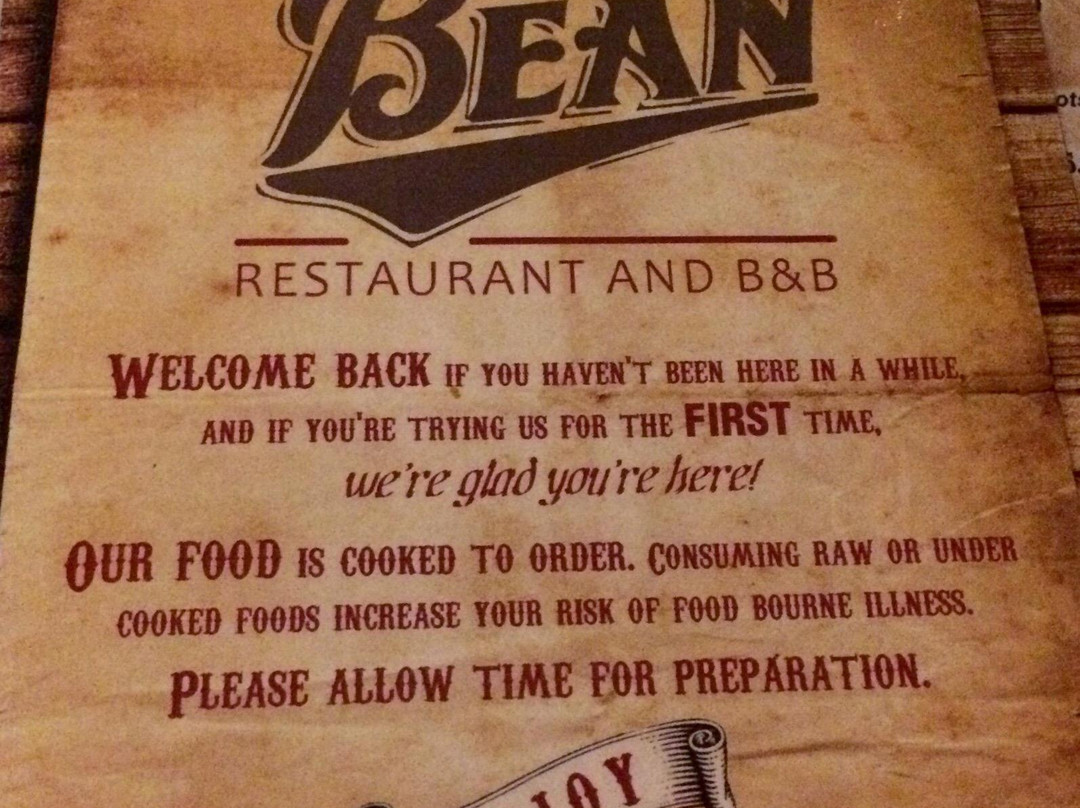 BEAN
RESTAURANT AND B&B
WELCOME BACK IF YOU HAVEN'T BEEN HERE IN A WHILE,
AND IF YOU'RE TRYING US FOR THE FIRST TIME,
we're glad you're here!
OUR FOOD IS COOKED TO ORDER. CONSUMING RAW OR UNDER
COOKED FOODS INCREASE YOUR RISK OF FOOD BOURNE ILLNESS.
PLEASE ALLOW TIME FOR PREPARATION.